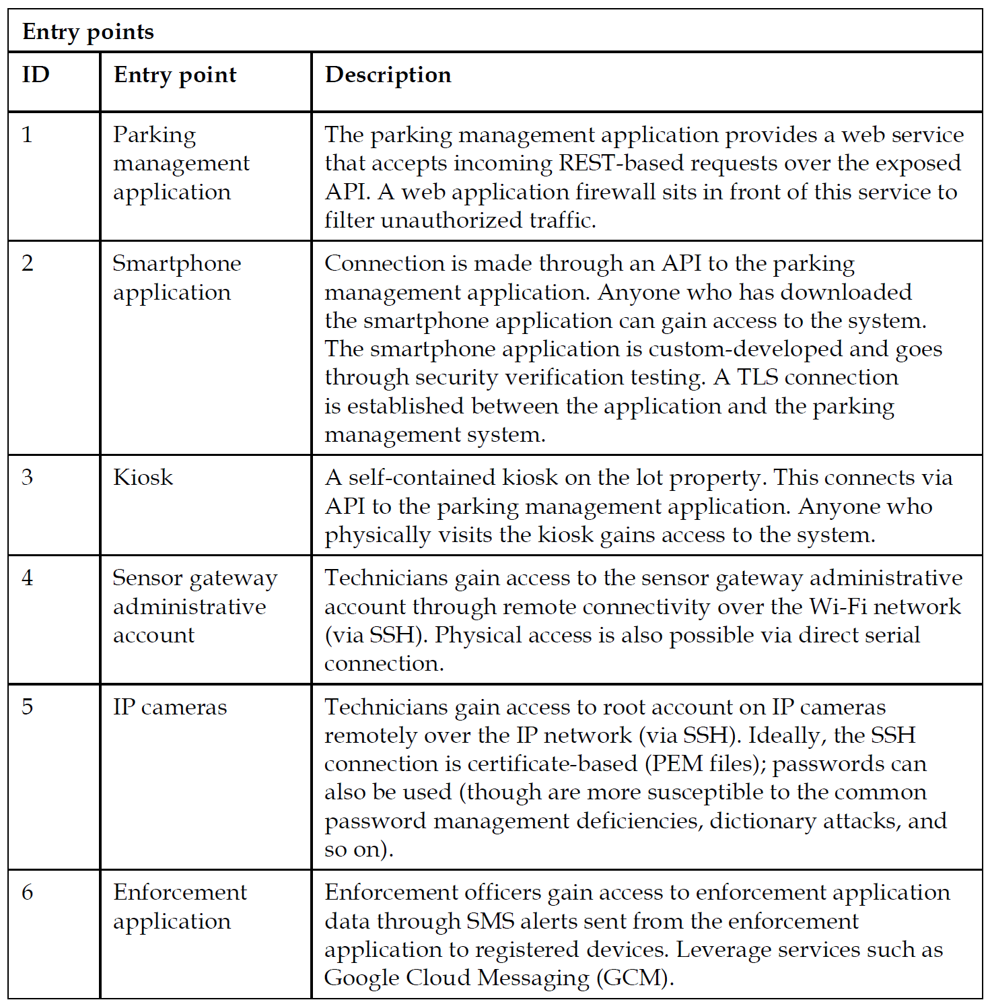 Entry points
ID
Entry point
Description
1
Parking
management
application
The parking management application provides a web service
that accepts incoming REST-based requests over the exposed
API. A web application firewall sits in front of this service to
filter unauthorized traffic.
2
Smartphone
application
Connection is made through an API to the parking
management application. Anyone who has downloaded
the smartphone application can gain access to the system.
The smartphone application is custom-developed and goes
through security verification testing. A TLS connection
is established between the application and the parking
management system.
3
Kiosk
A self-contained kiosk on the lot property. This connects via
API to the parking management application. Anyone who
physically visits the kiosk gains access to the system.
4
Sensor gateway
administrative
account
Technicians gain access to the sensor gateway administrative
account through remote connectivity over the Wi-Fi network
(via SSH). Physical access is also possible via direct serial
connection.
5
IP cameras
Technicians gain access to root account on IP cameras
remotely over the IP network (via SSH). Ideally, the SSH
connection is certificate-based (PEM files); passwords can
also be used (though are more susceptible to the common
password management deficiencies, dictionary attacks, and
so on).
6
Enforcement
application
Enforcement officers gain access to enforcement application
data through SMS alerts sent from the enforcement
application to registered devices. Leverage services such as
Google Cloud Messaging (GCM).